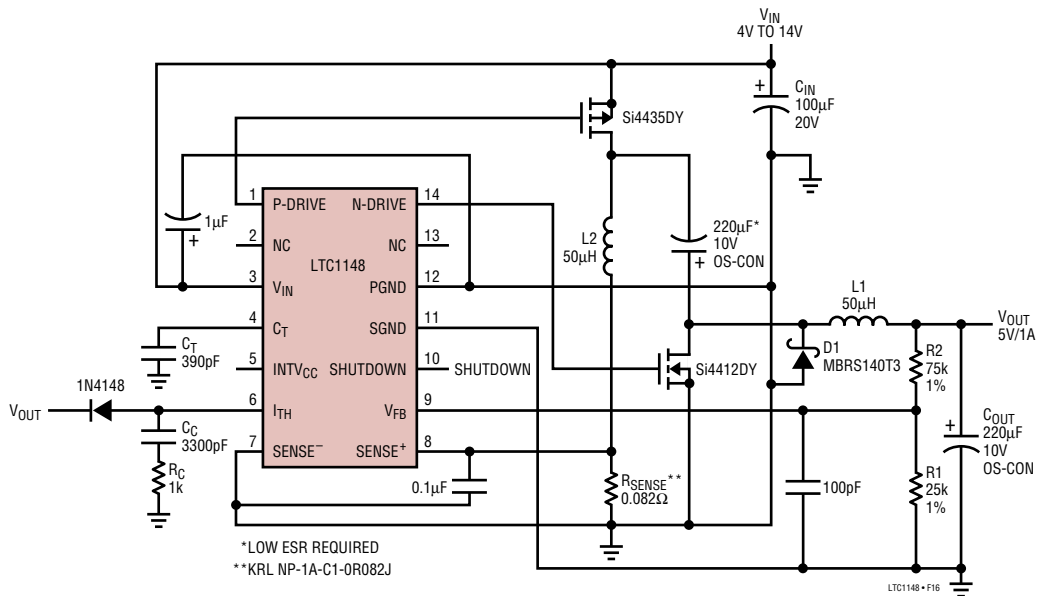 VIN
4V TO 14V
CIN
100µF
20V
Si4435DY
1µF
+
1 P-DRIVE N-DRIVE 14
2 NC NC 13
LTC1148
3 VIN PGND 12
4 CT SGND 11
5 INTVCC SHUTDOWN 10 SHUTDOWN
6 ITH VFB 9
7 SENSE– SENSE+ 8
L2
50µH
220µF*
10V
+ OS-CON
L1
50µH
VOUT
5V/1A
D1
MBRS140T3
R2
75k
1%
Si4412DY
CT
390pF
1N4148
VOUT
CC
3300pF
RC
1k
0.1µF
RSENSE**
0.082Ω
100pF
R1
25k
1%
+
COUT
220µF
10V
OS-CON
+
*LOW ESR REQUIRED
**KRL NP-1A-C1-0R082J
LTC1148 • F16